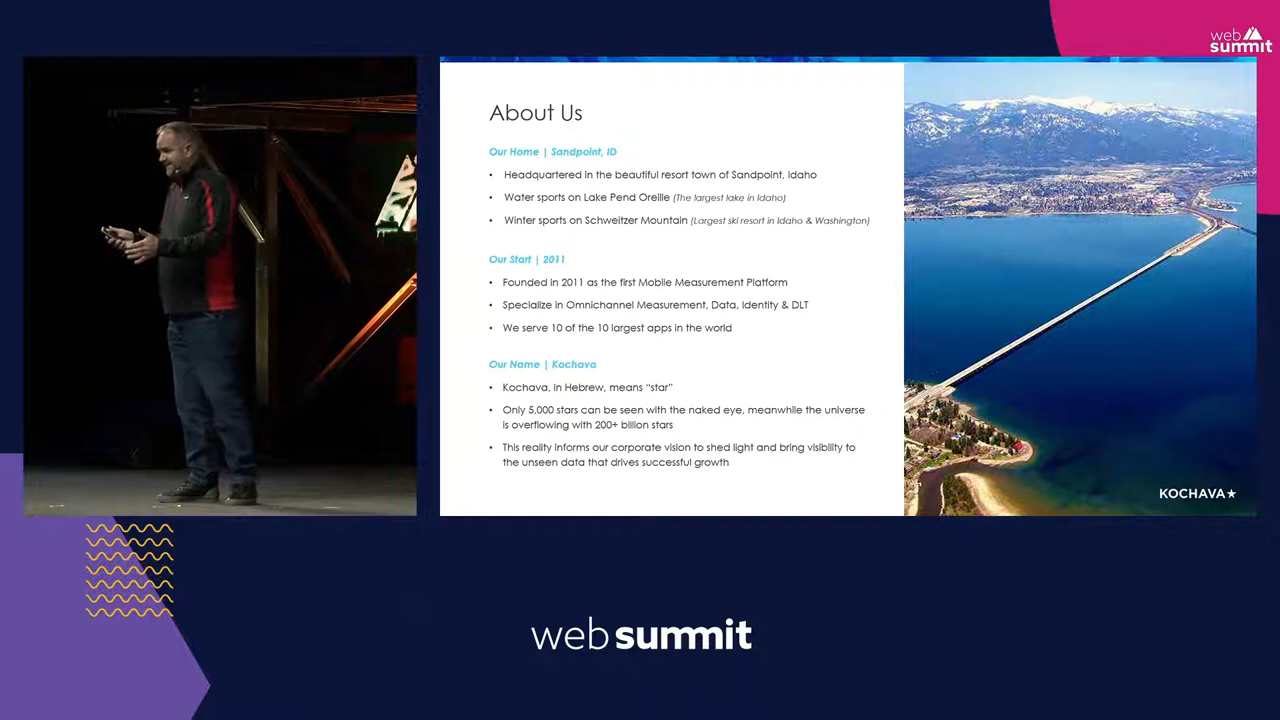 web
summit
About Us
Our Home | Sandpoint, ID
• Headquartered in the beautiful resort town of Sandpoint, Idaho
• Water sports on Lake Pend Oreille (The largest lake in Idaho)
• Winter sports on Schweitzer Mountain (Largest ski resort in Idaho & Washington)
Our Start | 2011
• Founded in 2011 as the first Mobile Measurement Platform
• Specialize in Omnichannel Measurement, Data, Identity & DLT
• We serve 10 of the 10 largest apps in the world
Our Name | Kochava
• Kochava, in Hebrew, means “star”
• Only 5,000 stars can be seen with the naked eye, meanwhile the universe
is overflowing with 200+ billion stars
• This reality informs our corporate vision to shed light and bring visibility to
the unseen data that drives successful growth
KOCHAVA★
web summit